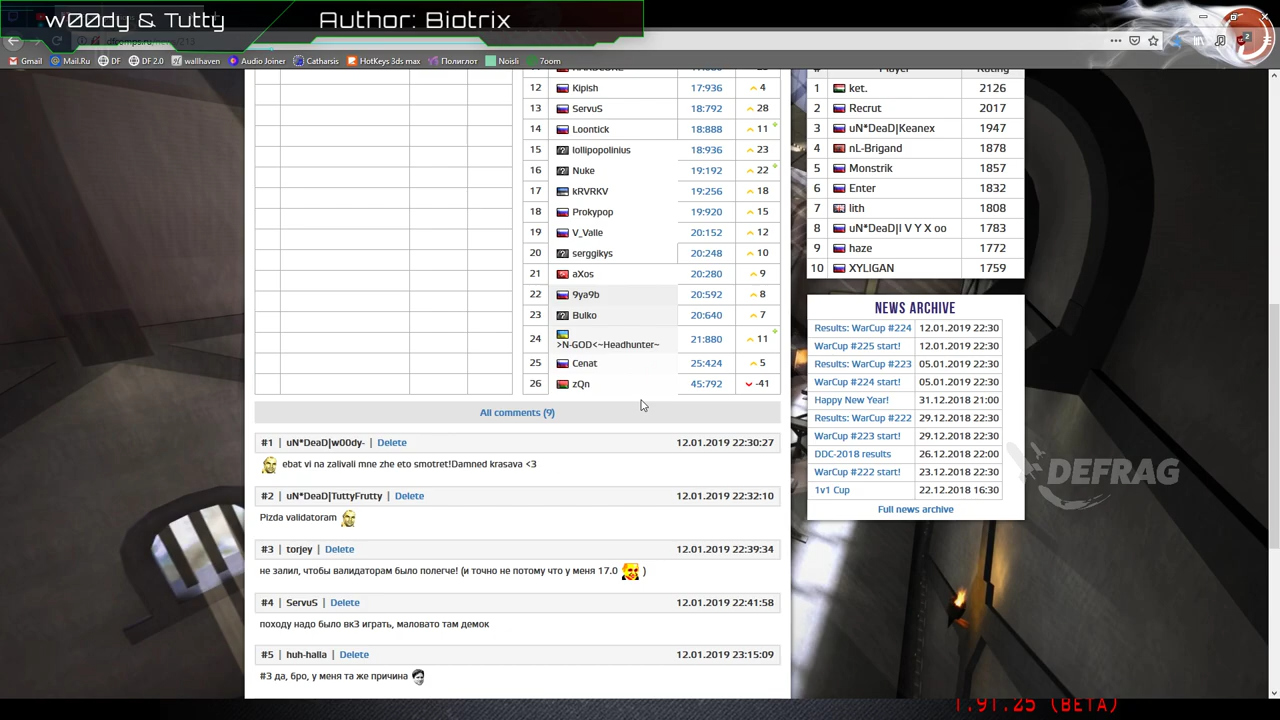 w00dy & Tutty
Author: Biotrix
Gmail
Mail.Ru
DF
DF 2.0
wallhaven
Audio Joiner
Catharsis
HotKeys 3ds max
Полиглот
Noisli
7oom
12 Kipish 17:936 4
13 ServuS 18:792 28
14 Loontick 18:888 11
15 lollipopolinius 18:936 23
16 Nuke 19:192 22
17 kRVRKV 19:256 18
18 Prokypop 19:920 15
19 V_Valle 20:152 12
20 serggikys 20:248 10
21 aXos 20:280 9
22 9ya9b 20:592 8
23 Bulko 20:640 7
24 >N-GOD<~Headhunter~ 21:880 11
25 Cenat 25:424 5
26 zQn 45:792 -41
All comments (9)
#1 | uN*DeaD|w00dy- | Delete 12.01.2019 22:30:27
ebat vi na zalivali mne zhe eto smotret!Damned krasava <3
#2 | uN*DeaD|TuttyFrutty | Delete 12.01.2019 22:32:10
Pizda validatoram
#3 | torjey | Delete 12.01.2019 22:39:34
не залил, чтобы валидаторам было полегче! (и точно не потому что у меня 17.0 )
#4 | ServuS | Delete 12.01.2019 22:41:58
походу надо было вк3 играть, маловато там демок
#5 | huh-halla | Delete 12.01.2019 23:15:09
#3 да, бро, у меня та же причина
# Player Rating
1 ket. 2126
2 Recrut 2017
3 uN*DeaD|Keanex 1947
4 nL-Brigand 1878
5 Monstrik 1857
6 Enter 1832
7 lith 1808
8 uN*DeaD|I V Y X oo 1783
9 haze 1772
10 XYLIGAN 1759
NEWS ARCHIVE
Results: WarCup #224 12.01.2019 22:30
WarCup #225 start! 12.01.2019 22:30
Results: WarCup #223 05.01.2019 22:30
WarCup #224 start! 05.01.2019 22:30
Happy New Year! 31.12.2018 21:00
Results: WarCup #222 29.12.2018 22:30
WarCup #223 start! 29.12.2018 22:30
DDC-2018 results 26.12.2018 22:00
WarCup #222 start! 23.12.2018 22:30
1v1 Cup 22.12.2018 16:30
Full news archive
DEFRAG
1.91.25 (BETA)